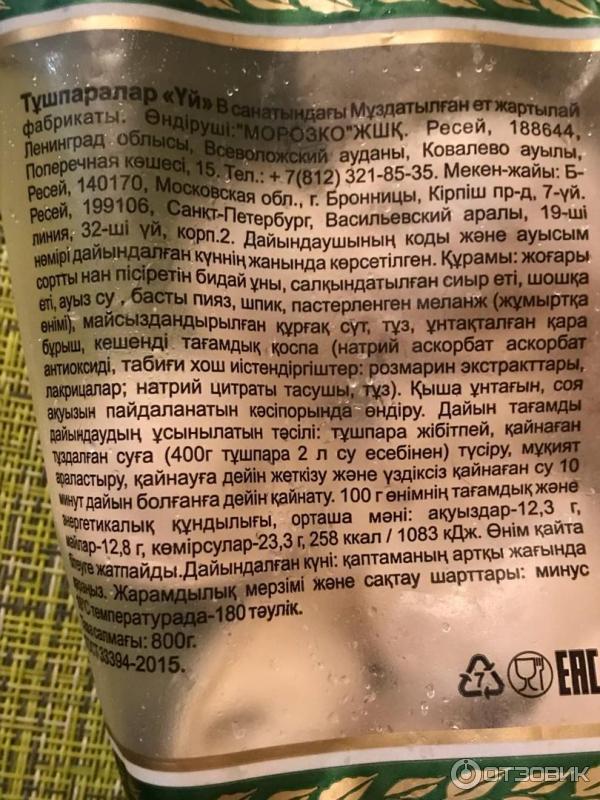 Тұшпаралар «Үй» В санатындағы Мұздатылған ет жартылай
фабрикаты. Өндіруші:"МОРОЗКО"ЖШҚ. Ресей, 188644,
Ленинград облысы, Всеволожский ауданы, Ковалево ауылы,
Поперечная көшесі, 15. Тел.: +7(812) 321-85-35. Мекен-жайы: Б-
Ресей, 140170, Московская обл., г. Бронницы, Кірпіш пр-д, 7-үй.
Ресей, 199106, Санкт-Петербург, Васильевский аралы, 19-ші
линия, 32-ші үй, корп.2. Дайындаушының коды және ауысым
нөмірі дайындалған күннің жанында көрсетілген. Құрамы: жоғары
сортты нан пісіретін бидай ұны, салқындатылған сиыр еті, шошқа
еті, ауыз су , басты пияз, шпик, пастерленген меланж (жұмыртқа
өнімі), майсыздандырылған құрғақ сүт, тұз, ұнтақталған қара
бұрыш, кешенді тағамдық қоспа (натрий аскорбат аскорбат
антиоксиді, табиғи хош иістендіргіштер: розмарин экстракттары,
лакрицалар; натрий цитраты тасушы, тұз). Қыша ұнтағын, соя
ақуызын пайдаланатын кәсіпорында өндіру. Дайын тағамды
дайындаудың ұсынылатын тәсілі: тұшпара жібітпей, қайнаған
тұздалған суға (400г тұшпара 2 л су есебінен) түсіру, мұқият
араластыру, қайнауға дейін жеткізу және үздіксіз қайнаған су 10
минут дайын болғанға дейін қайнату. 100 г өнімнің тағамдық және
энергетикалық құндылығы, орташа мәні: ақуыздар-12,3 г,
майлар-12,8 г, көмірсулар-23,3 г, 258 ккал / 1083 кДж. Өнім қайта
жатпайды.Дайындалған күні: қаптаманың артқы жағында
Жарамдылық мерзімі және сақтау шарттары: минус
температурада-180 тәулік.
салмағы: 800г.
33394-2015.
7 EAC
ОТЗОВИК